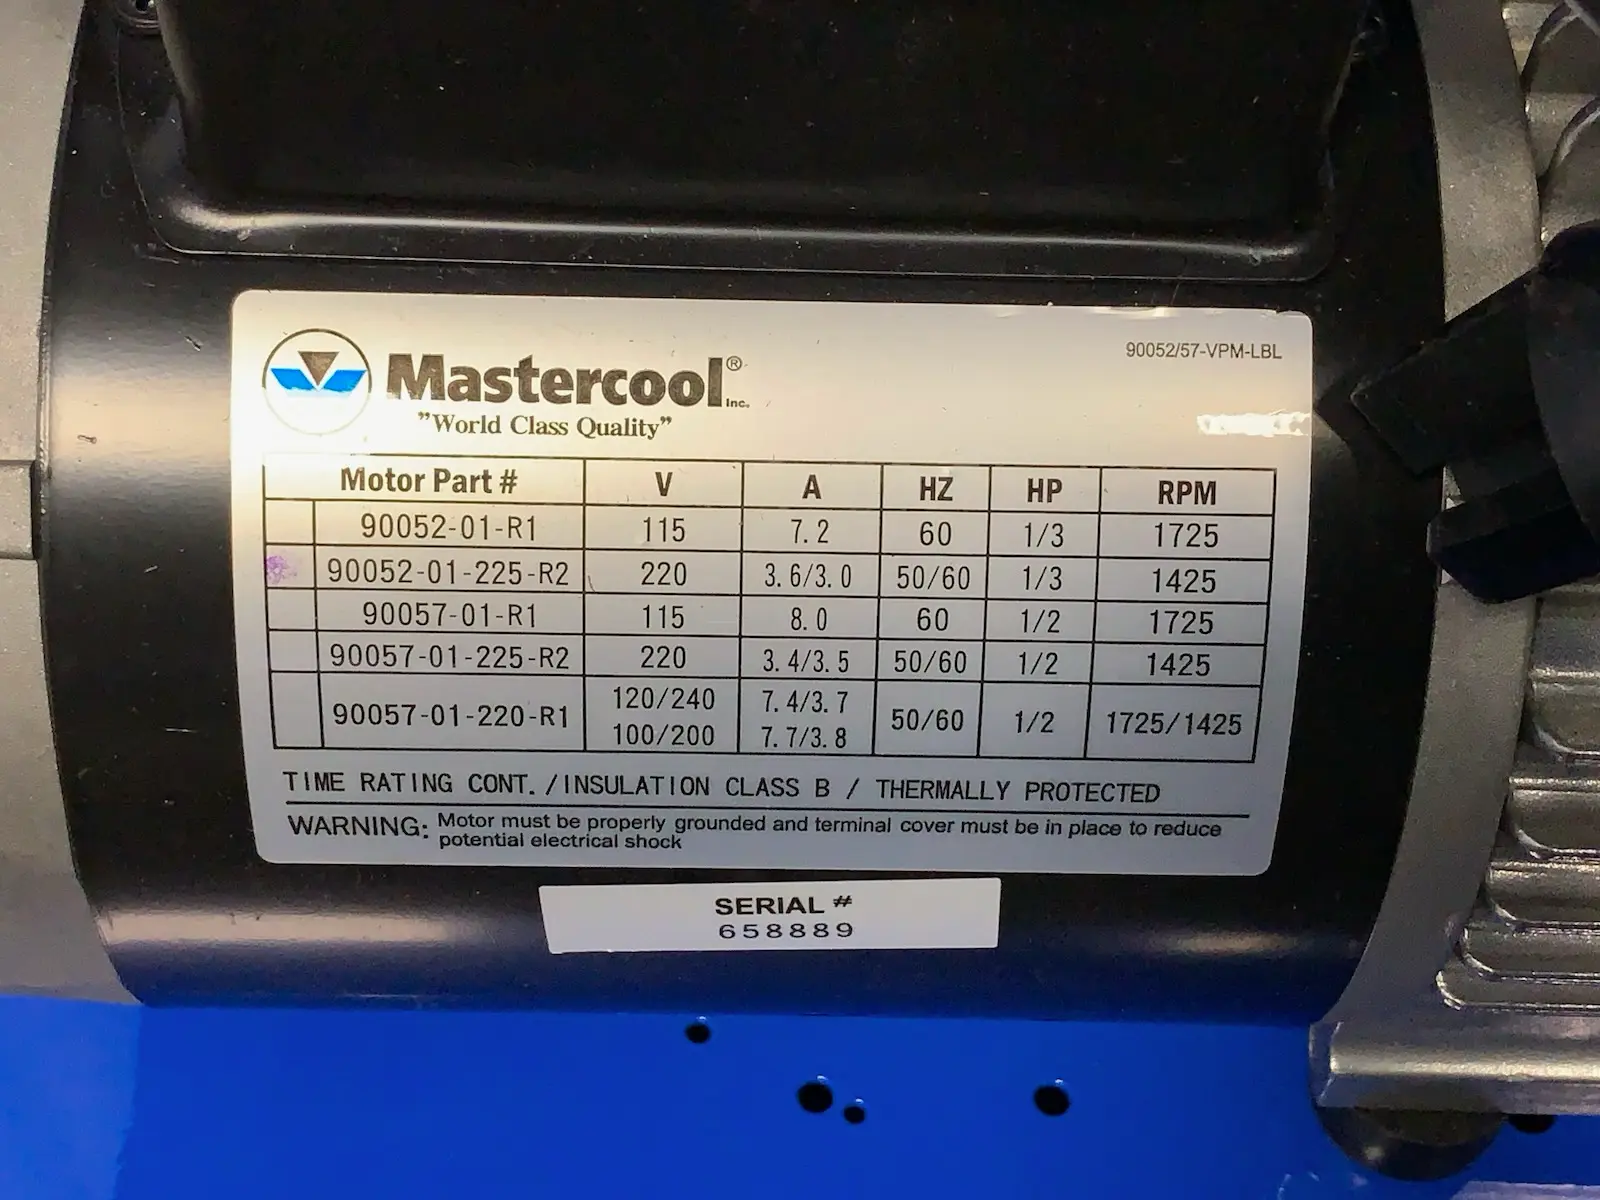 90052/57-VPM-LBL
Mastercool® Inc.
"World Class Quality"
Motor Part # V A HZ HP RPM
90052-01-R1 115 7.2 60 1/3 1725
90052-01-225-R2 220 3.6/3.0 50/60 1/3 1425
90057-01-R1 115 8.0 60 1/2 1725
90057-01-225-R2 220 3.4/3.5 50/60 1/2 1425
90057-01-220-R1 120/240 7.4/3.7 50/60 1/2 1725/1425
100/200 7.7/3.8
TIME RATING CONT. /INSULATION CLASS B / THERMALLY PROTECTED
WARNING: Motor must be properly grounded and terminal cover must be in place to reduce
potential electrical shock
SERIAL #
658889